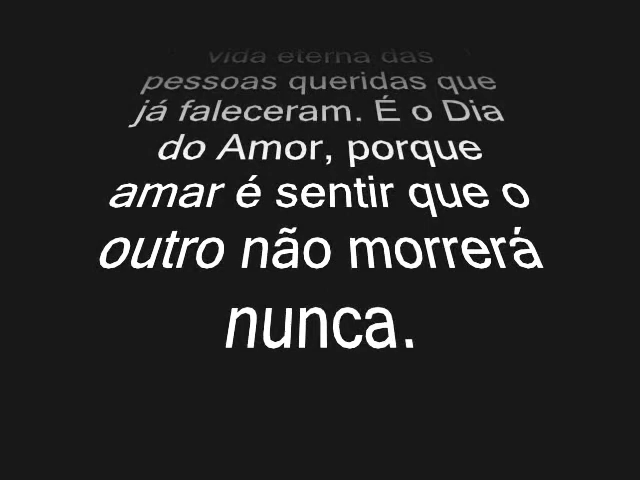 vida eterna das
pessoas queridas que
já faleceram. É o Dia
do Amor, porque
amar é sentir que o
outro não morrerá
nunca.